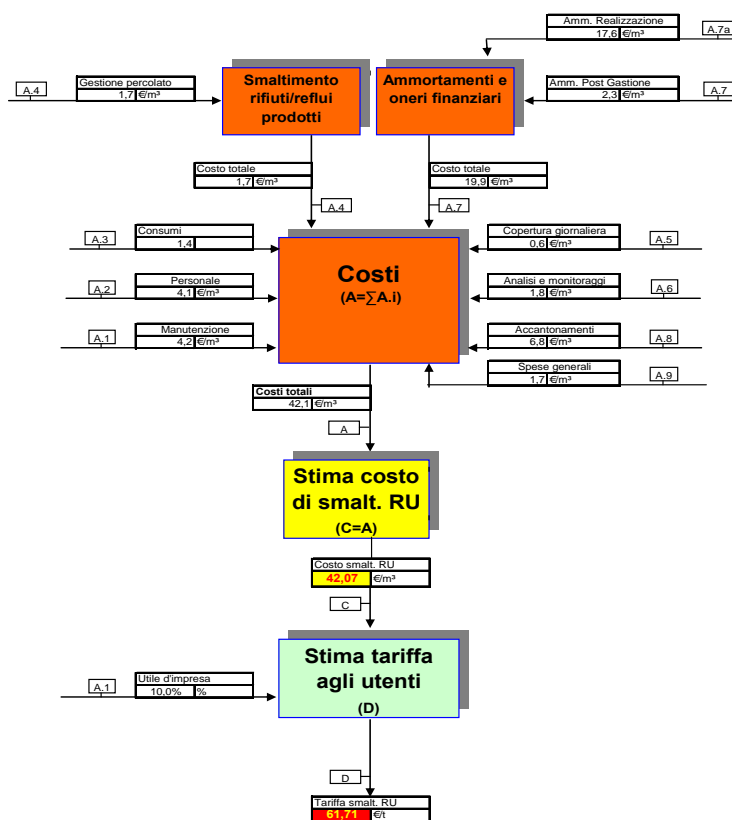 Amm. Realizzazione
17,6 €/m³
A.7a
Gestione percolato
1,7 €/m³
A.4
Smaltimento
rifiuti/reflui
prodotti
Ammortamenti e
oneri finanziari
Amm. Post Gastione
2,3 €/m³
A.7
Costo totale
1,7 €/m³
A.4
Costo totale
19,9 €/m³
A.7
A.3
Consumi
1,4
A.2
Personale
4,1 €/m³
A.1
Manutenzione
4,2 €/m³
Costi
(A=∑A.i)
Copertura giornaliera
0,6 €/m³
A.5
Analisi e monitoraggi
1,8 €/m³
A.6
Accantonamenti
6,8 €/m³
A.8
Spese generali
1,7 €/m³
A.9
Costi totali
42,1 €/m³
A
Stima costo
di smalt. RU
(C=A)
Costo smalt. RU
42,07 €/m³
C
Stima tariffa
agli utenti
(D)
A.1
Utile d'impresa
10,0% %
D
Tariffa smalt. RU
61,71 €/t